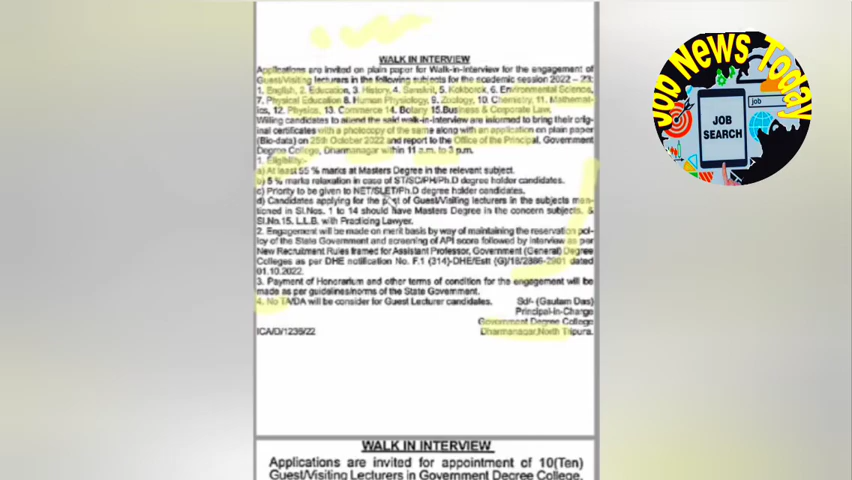 WALK IN INTERVIEW
Applications are invited on plain paper for Walk-in-Interview for the engagement of
Guest/Visiting lecturers in the following subjects for the academic session 2022 - 23:
1. English, 2. Education, 3. History, 4. Sanskrit, 5. Kokborok, 6. Environmental Science,
7. Physical Education 8. Human Physiology, 9. Zoology, 10. Chemistry, 11. Mathemat-
ics, 12. Physics, 13. Commerce 14. Botany 15.Business & Corporate Law.
Willing candidates to attend the said walk-in-interview are informed to bring their orig-
inal certificates with a photocopy of the same along with an application on plain paper
(Bio-data) on 25th October 2022 and report to the Office of the Principal, Government
Degree College, Dharmanagar within 11 a.m. to 3 p.m.
1. Eligibility:-
a) At least 55 % marks at Masters Degree in the relevant subject.
b) 5 % marks relaxation in case of ST/SC/PH/Ph.D degree holder candidates.
c) Priority to be given to NET/SLET/Ph.D degree holder candidates.
d) Candidates applying for the post of Guest/Visiting lecturers in the subjects men-
tioned in Sl.Nos. 1 to 14 should have Masters Degree in the concern subjects. &
Sl.No.15. L.L.B. with Practicing Lawyer.
2. Engagement will be made on merit basis by way of maintaining the reservation pol-
icy of the State Government and screening of API score followed by interview as per
New Recruitment Rules framed for Assistant Professor, Government (General) Degree
Colleges as per DHE notification No. F.1 (314)-DHE/Estt (G)/18/2886-2901 dated
01.10.2022.
3. Payment of Honorarium and other terms of condition for the engagement will be
made as per guidelines/norms of the State Government.
4. No TA/DA will be consider for Guest Lecturer candidates.
Sd/- (Gautam Das)
Principal-in-Charge
Government Degree College
ICA/D/1235/22
Dharmanagar,North Tripura.
WALK IN INTERVIEW
Applications are invited for appointment of 10(Ten)
Guest/Visiting Lecturers in Government Degree College,
Job News Today
job
JOB
SEARCH